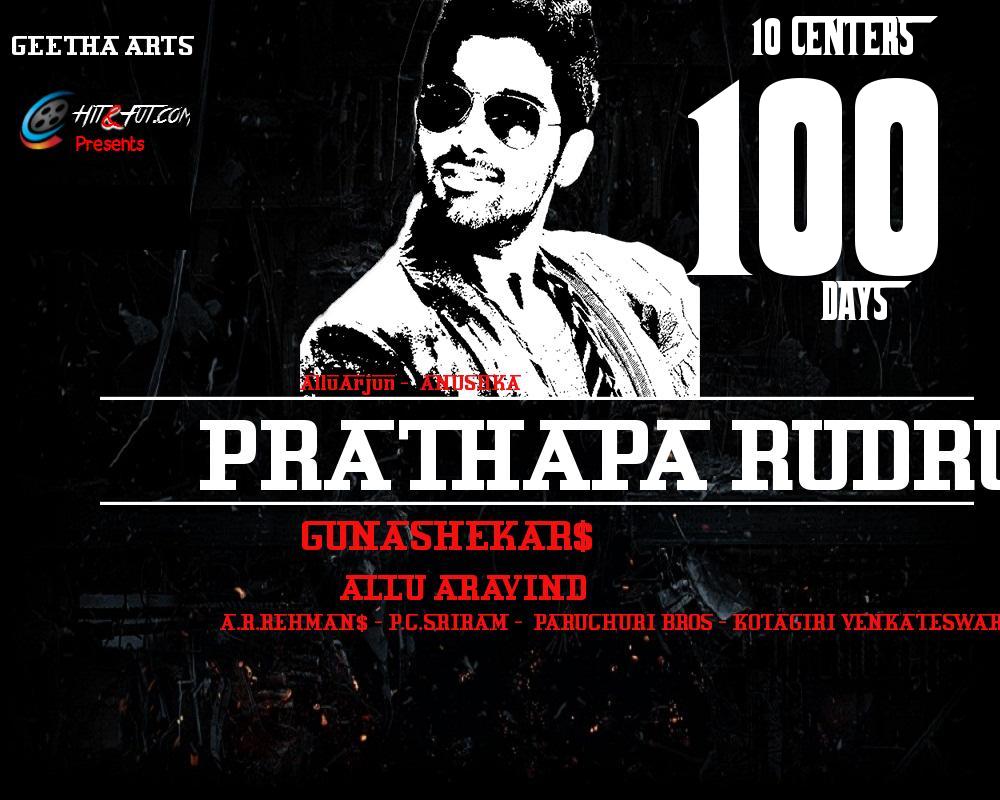 GEETHA ARTS
HIT&FUT.COM
Presents
10 CENTERS
100
DAYS
AlluArjun - ANUSHKA
PRATHAPA RUDRU
GUNASHEKAR$
ALLU ARAVIND
A.R.REHMAN$ - P.C.SRIRAM - PARUCHURI BROS - KOTAGIRI VENKATESWAR